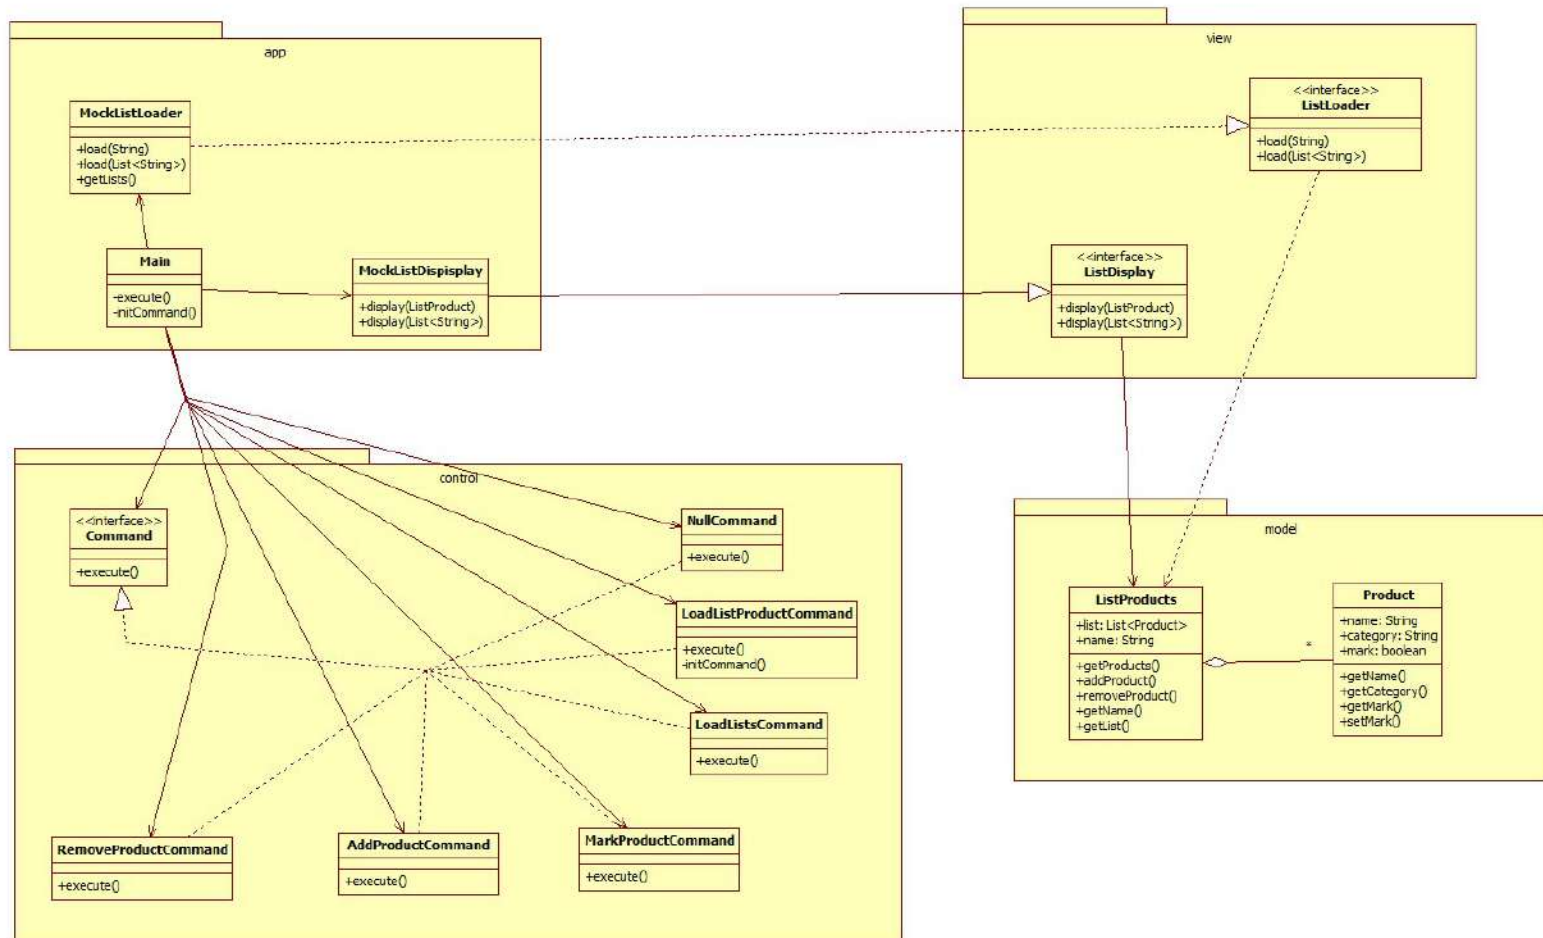 app
MockListLoader
+load(String)
+load(List<String>)
+getLists()
Main
-execute()
-initCommand()
MockListDispisplay
+display(ListProduct)
+display(List<String>)
view
<<interface>>
ListLoader
+load(String)
+load(List<String>)
<<interface>>
ListDisplay
+display(ListProduct)
+display(List<String>)
control
<<interface>>
Command
+execute()
NullCommand
+execute()
LoadListProductCommand
+execute()
-initCommand()
LoadListsCommand
+execute()
RemoveProductCommand
+execute()
AddProductCommand
+execute()
MarkProductCommand
+execute()
model
ListProducts
+list: List<Product>
+name: String
+getProducts()
+addProduct()
+removeProduct()
+getName()
+getList()
*
Product
+name: String
+category: String
+mark: boolean
+getName()
+getCategory()
+getMark()
+setMark()